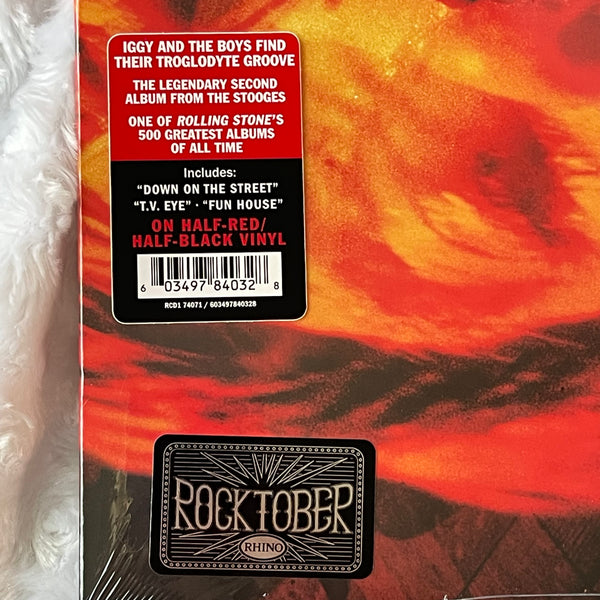 IGGY AND THE BOYS FIND
THEIR TROGLODYTE GROOVE
THE LEGENDARY SECOND
ALBUM FROM THE STOOGES
ONE OF ROLLING STONE'S
500 GREATEST ALBUMS
OF ALL TIME
Includes:
"DOWN ON THE STREET"
"T.V. EYE" · "FUN HOUSE"
ON HALF-RED/
HALF-BLACK VINYL
6 03497 84032 8
RCD1 74071 / 603497840328
ROCKTOBER
RHINO